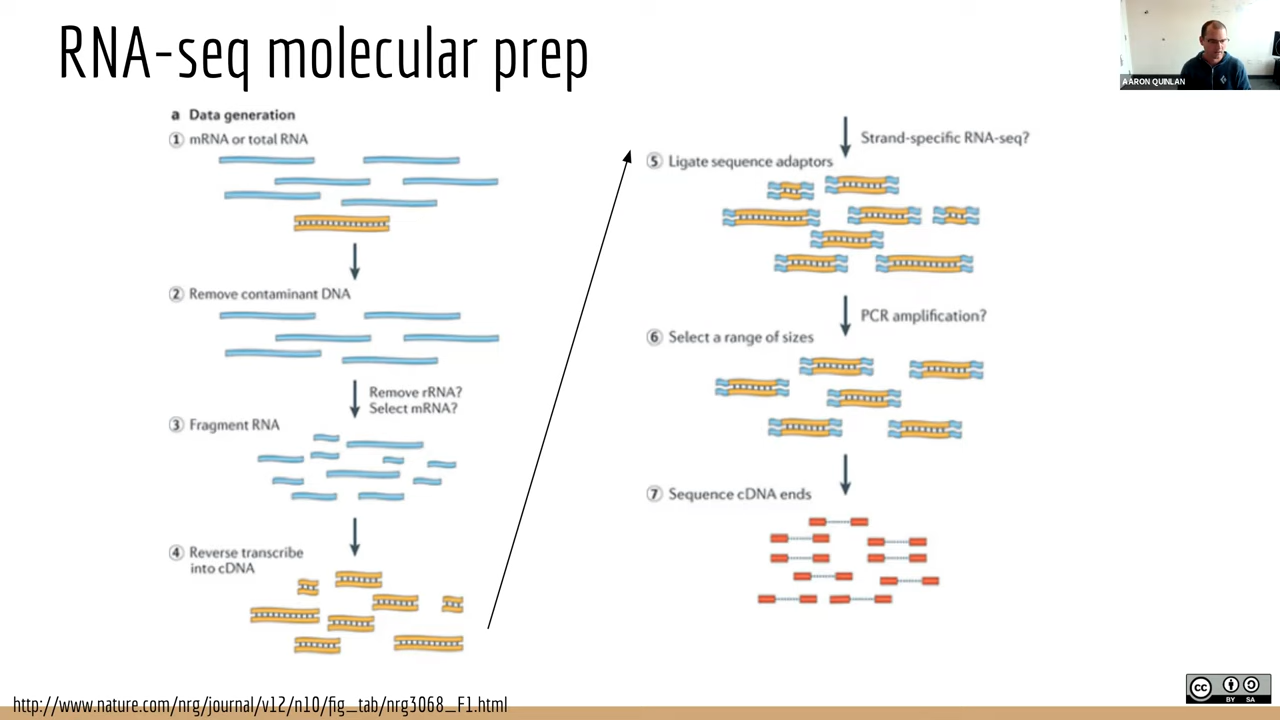 RNA-seq molecular prep
AARON QUINLAN
a Data generation
1 mRNA or total RNA
2 Remove contaminant DNA
Remove rRNA?
Select mRNA?
3 Fragment RNA
4 Reverse transcribe
into cDNA
Strand-specific RNA-seq?
5 Ligate sequence adaptors
PCR amplification?
6 Select a range of sizes
7 Sequence cDNA ends
http://www.nature.com/nrg/journal/v12/n10/fig_tab/nrg3068_F1.html
cc
BY SA